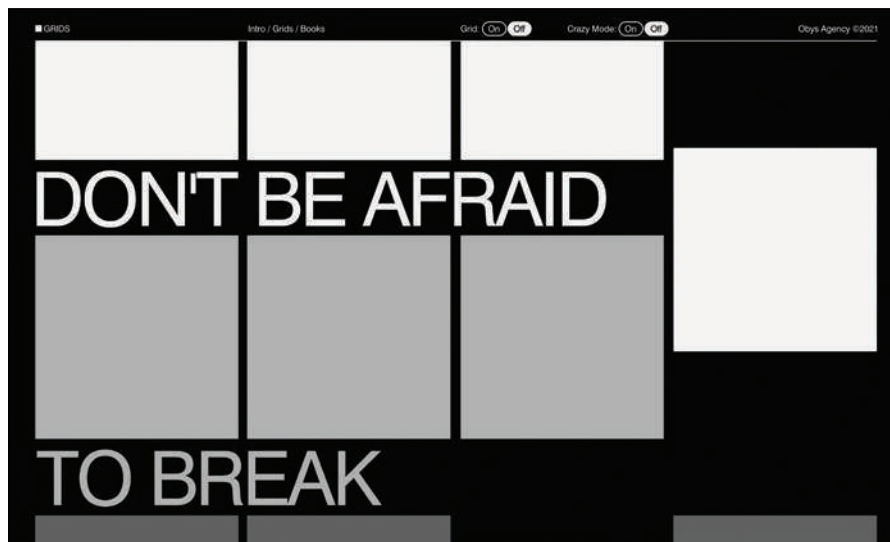 GRIDS
Intro / Grids / Books
Grid: On Off
Crazy Mode: On Off
Obys Agency ©2021
DON'T BE AFRAID
TO BREAK